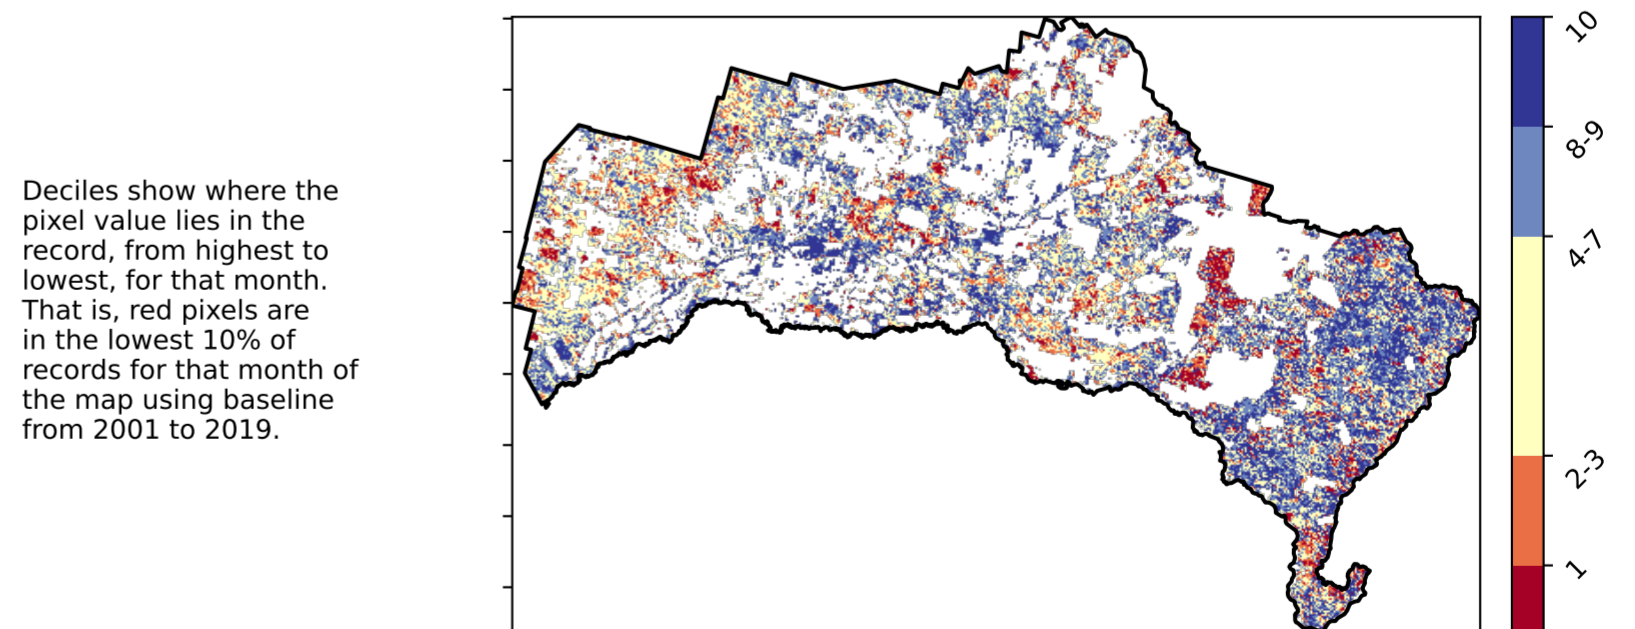 Deciles show where the
pixel value lies in the
record, from highest to
lowest, for that month.
That is, red pixels are
in the lowest 10% of
records for that month of
the map using baseline
from 2001 to 2019.
10
8-9
4-7
2-3
1